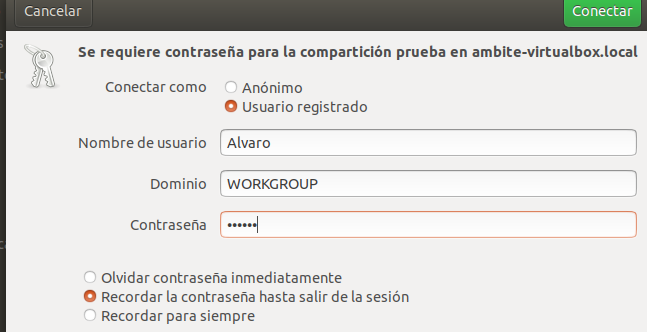 Cancelar Conectar
Se requiere contraseña para la compartición prueba en ambite-virtualbox.local
Conectar como Anónimo
Usuario registrado
Nombre de usuario Alvaro
Dominio WORKGROUP
Contraseña ••••••
Olvidar contraseña inmediatamente
Recordar la contraseña hasta salir de la sesión
Recordar para siempre